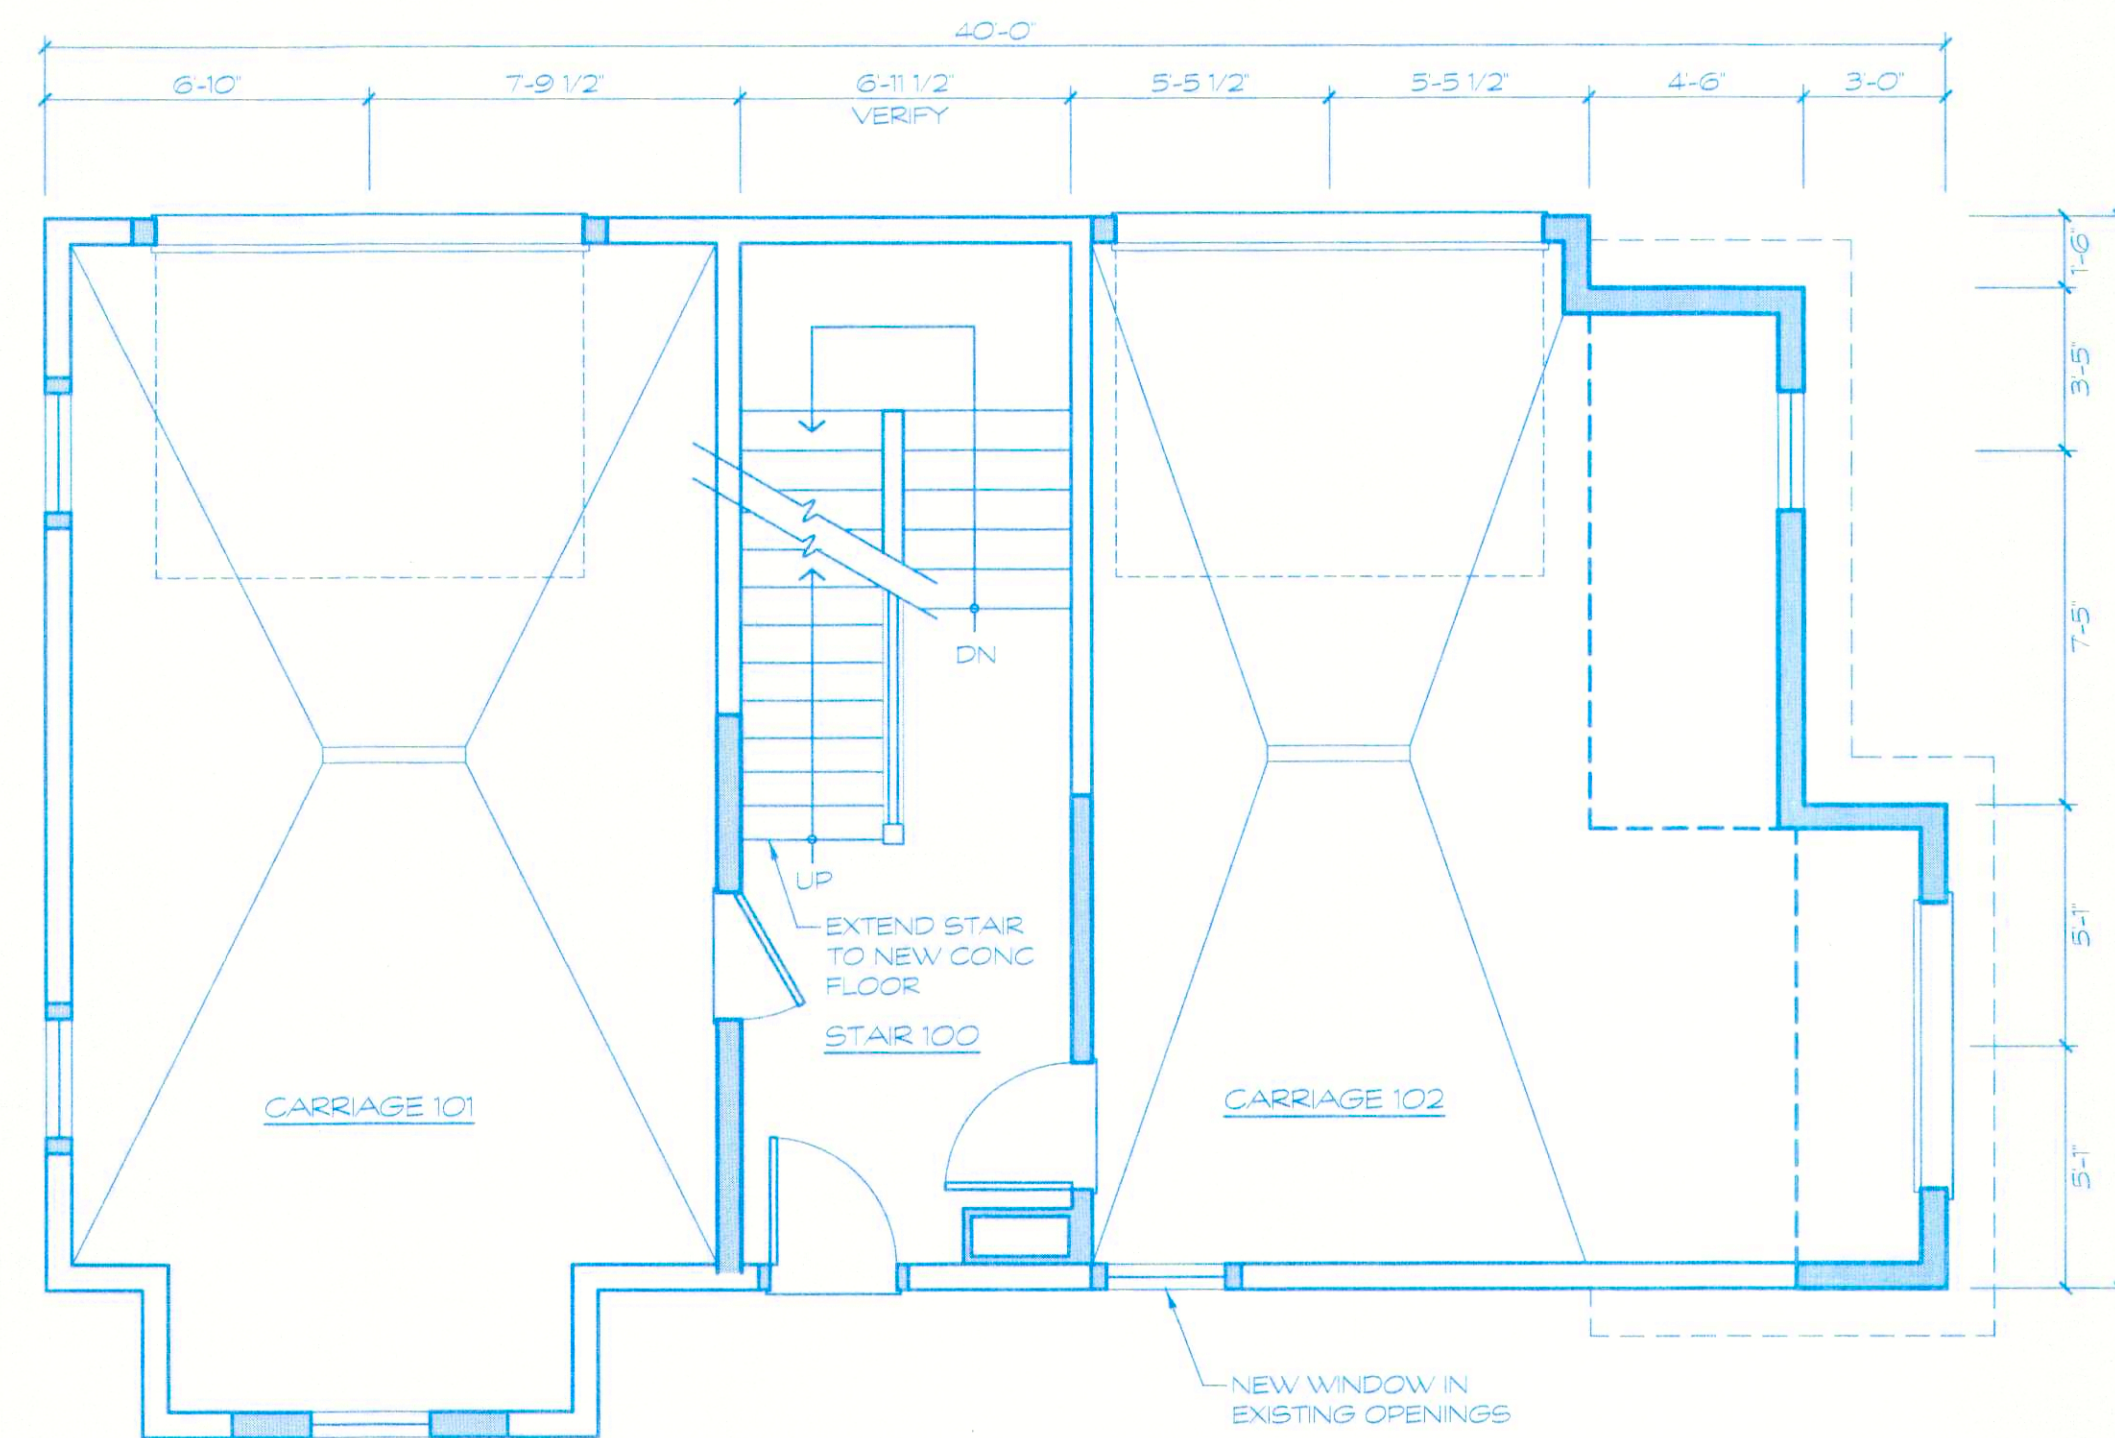 40'-0"
6'-10"
7'-9 1/2"
6'-11 1/2"
5'-5 1/2"
5'-5 1/2"
4'-6"
3'-0"
VERIFY
1'-6"
3'-5"
7'-5"
5'-1"
5'-1"
DN
UP
EXTEND STAIR
TO NEW CONC
FLOOR
STAIR 100
CARRIAGE 101
CARRIAGE 102
NEW WINDOW IN
EXISTING OPENINGS